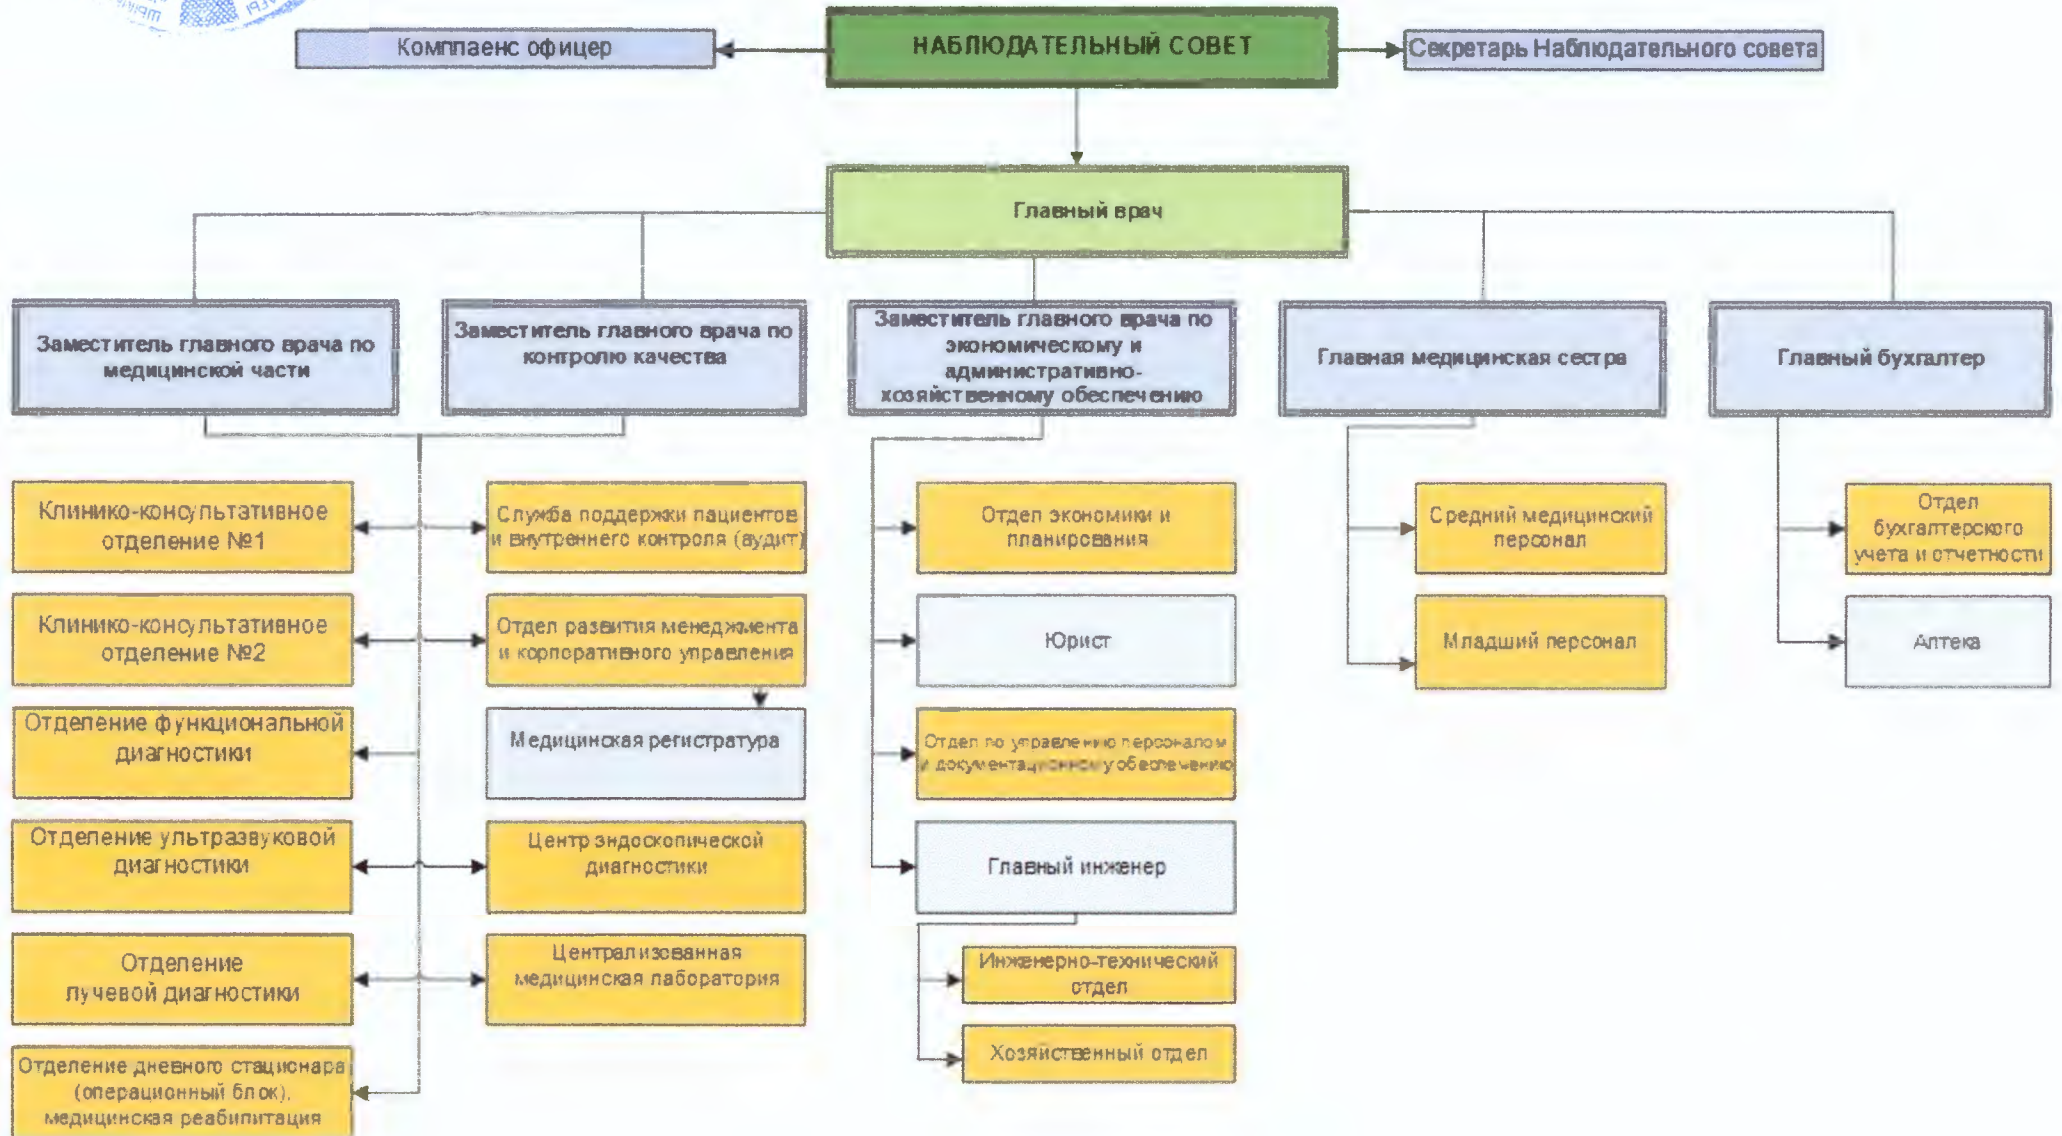 Комплаенс офицер
НАБЛЮДАТЕЛЬНЫЙ СОВЕТ
Секретарь Наблюдательного совета
Главный врач
Заместитель главного врача по
медицинской части
Заместитель главного врача по
контролю качества
Заместитель главного врача по
экономическому и
административно-
хозяйственному обеспечению
Главная медицинская сестра
Главный бухгалтер
Клинико-консультативное
отделение №1
Служба поддержки пациентов
и внутреннего контроля (аудит)
Отдел экономики и
планирования
Средний медицинский
персонал
Отдел
бухгалтерского
учета и отчетности
Клинико-консультативное
отделение №2
Отдел развития менеджмента
и корпоративного управления
Юрист
Младший персонал
Аптека
Отделение функциональной
диагностики
Медицинская регистратура
Отдел по управлению персоналом
и документационному обеспечению
Отделение ультразвуковой
диагностики
Центр эндоскопической
диагностики
Главный инженер
Отделение
лучевой диагностики
Централизованная
медицинская лаборатория
Инженерно-технический
отдел
Хозяйственный отдел
Отделение дневного стационара
(операционный блок),
медицинская реабилитация